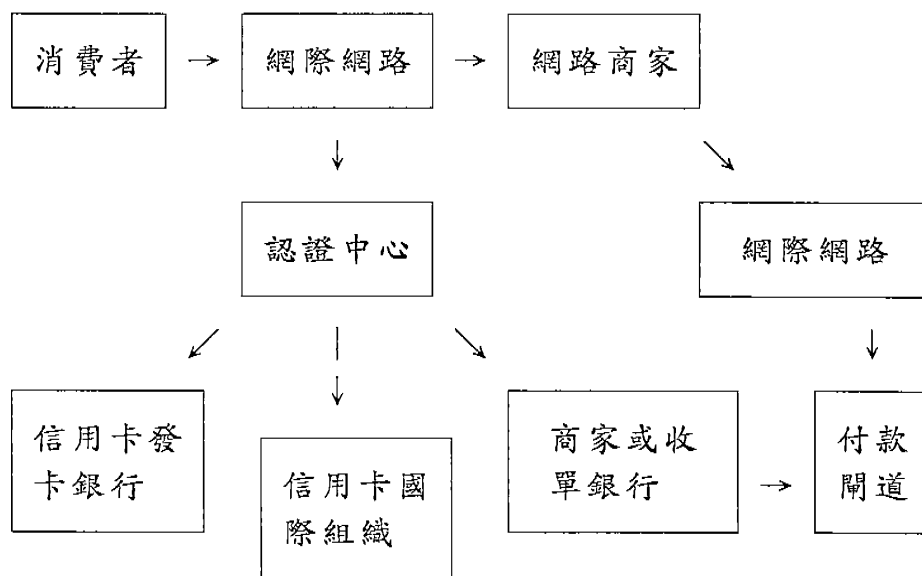 消費者
網際網路
網路商家
認證中心
網際網路
信用卡發
卡銀行
信用卡國
際組織
商家或收
單銀行
付款
閘道